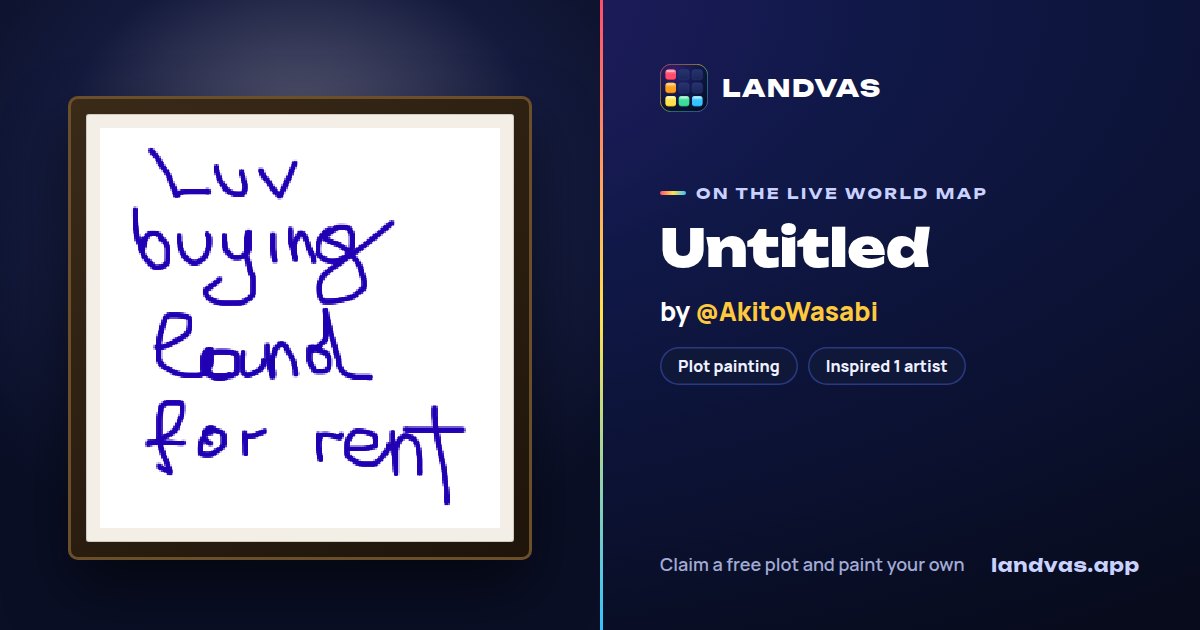 Luv
buying
Land
for rent
LANDVAS
ON THE LIVE WORLD MAP
Untitled
by @AkitoWasabi
Plot painting
Inspired 1 artist
Claim a free plot and paint your own
landvas.app